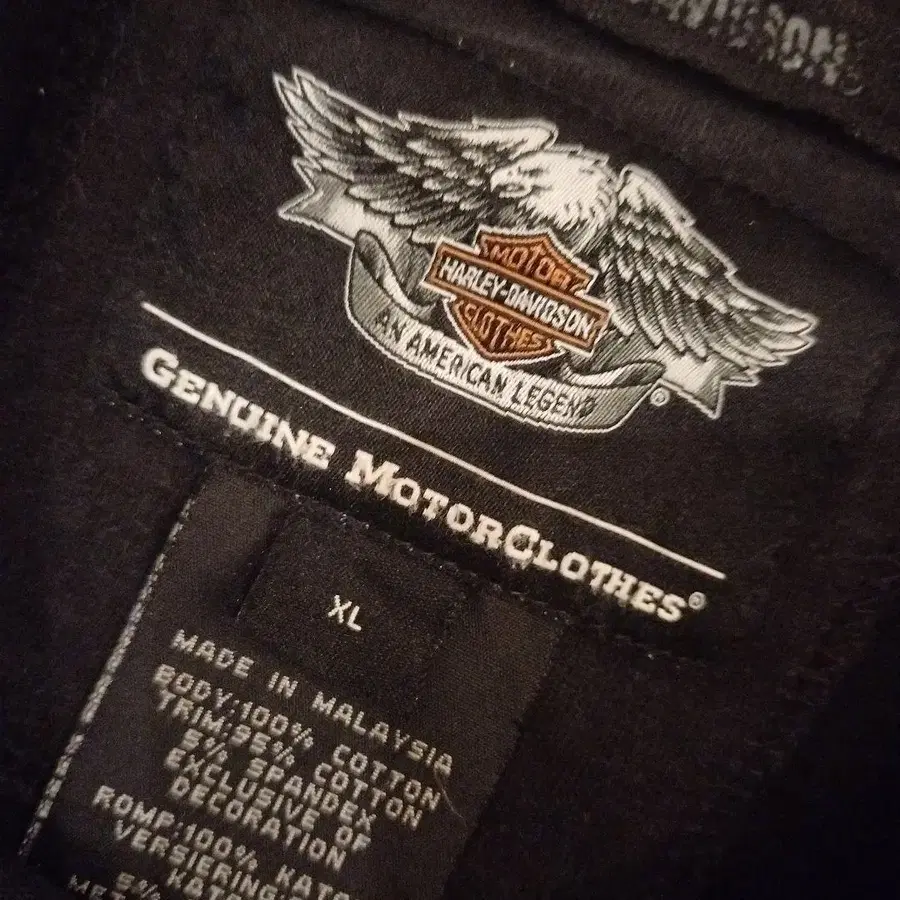 MOTOR
HARLEY-DAVIDSON
CLOTHES
AN AMERICAN LEGEND
®
GENUINE MOTORCLOTHES®
XL
MADE IN MALAYSIA
BODY:100% COTTON
TRIM:95% COTTON
5% SPANDEX
EXCLUSIVE OF
DECORATION
ROMP:100%
VERSIERING:
5%